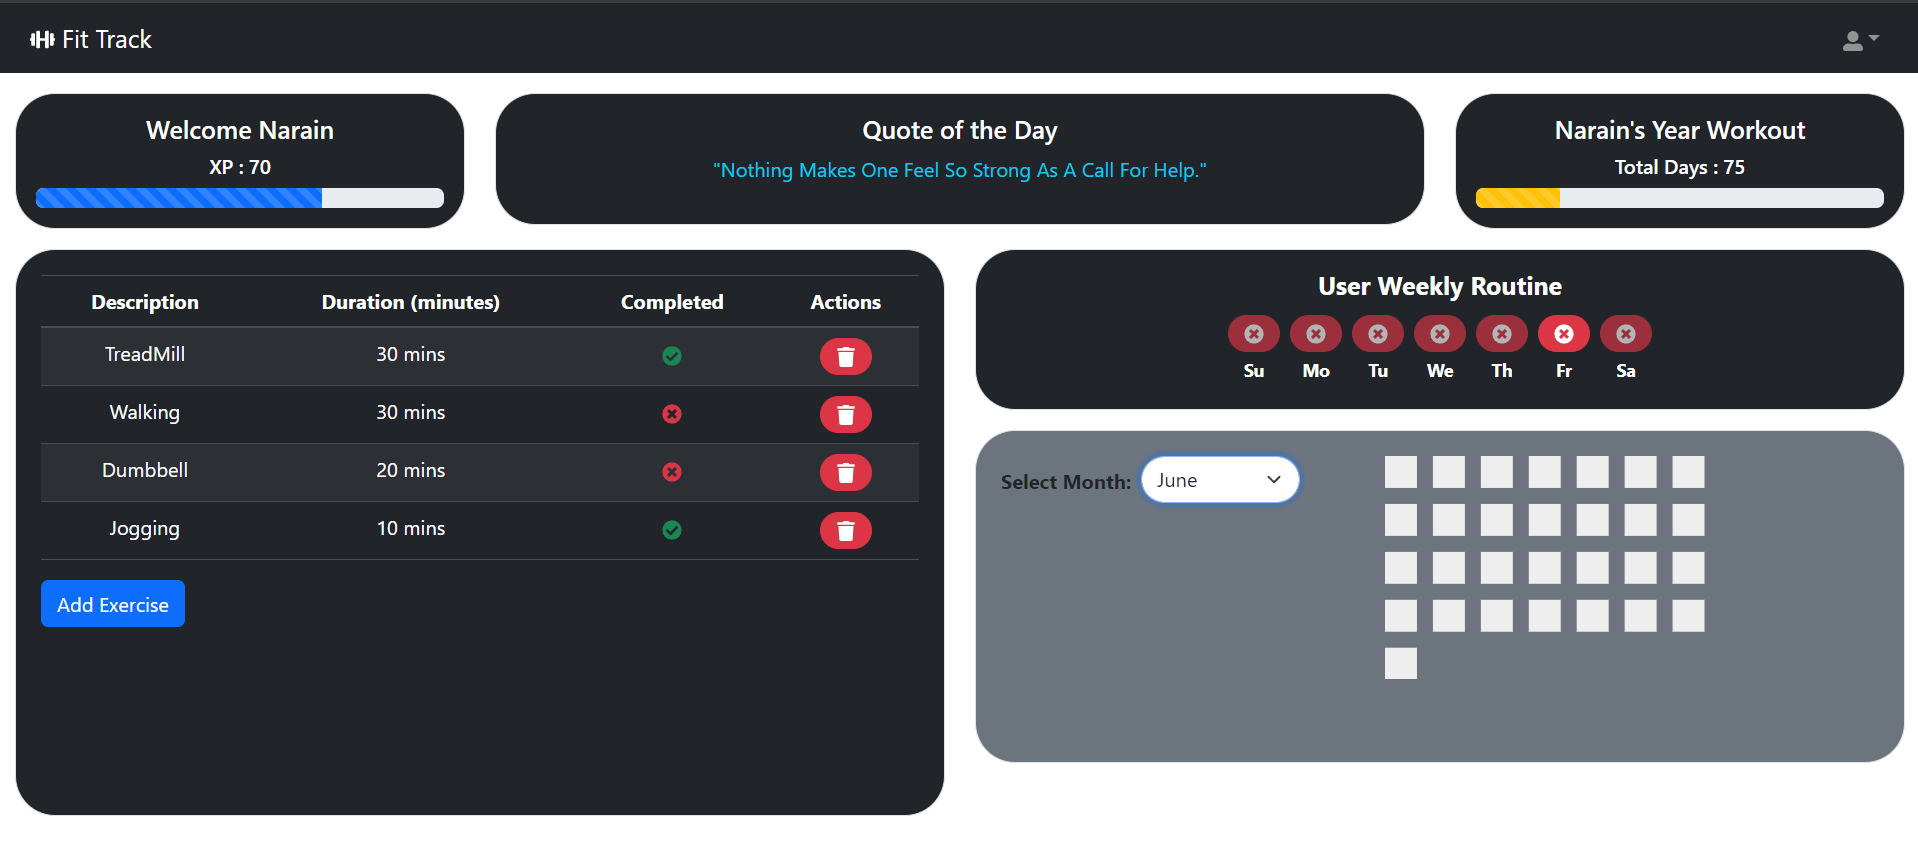 Fit Track
Welcome Narain
XP : 70
Quote of the Day
"Nothing Makes One Feel So Strong As A Call For Help."
Narain's Year Workout
Total Days : 75
Description Duration (minutes) Completed Actions
TreadMill 30 mins
Walking 30 mins
Dumbbell 20 mins
Jogging 10 mins
Add Exercise
User Weekly Routine
Su Mo Tu We Th Fr Sa
Select Month: June